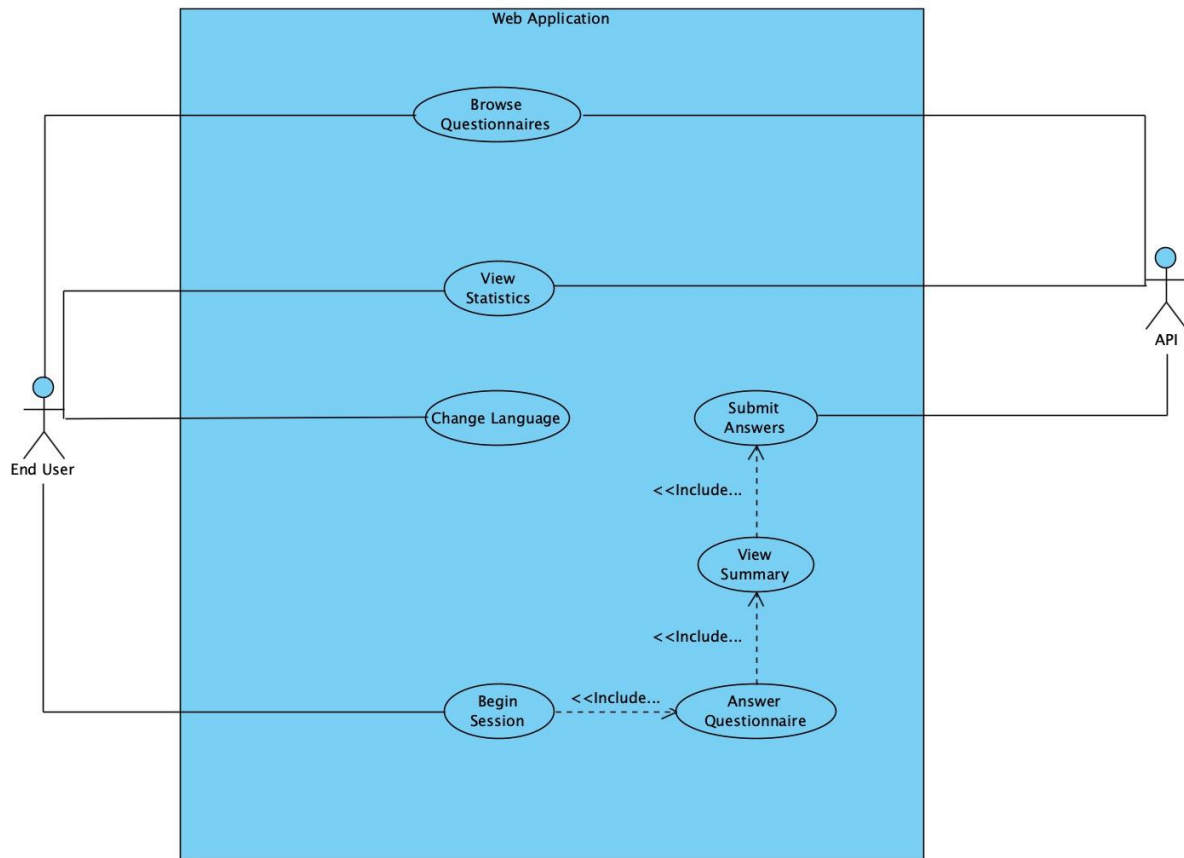 Web Application
Browse
Questionnaires
View
Statistics
API
Change Language
Submit
Answers
End User
<<Include...
View
Summary
<<Include...
Begin
Session
<<Include...
Answer
Questionnaire